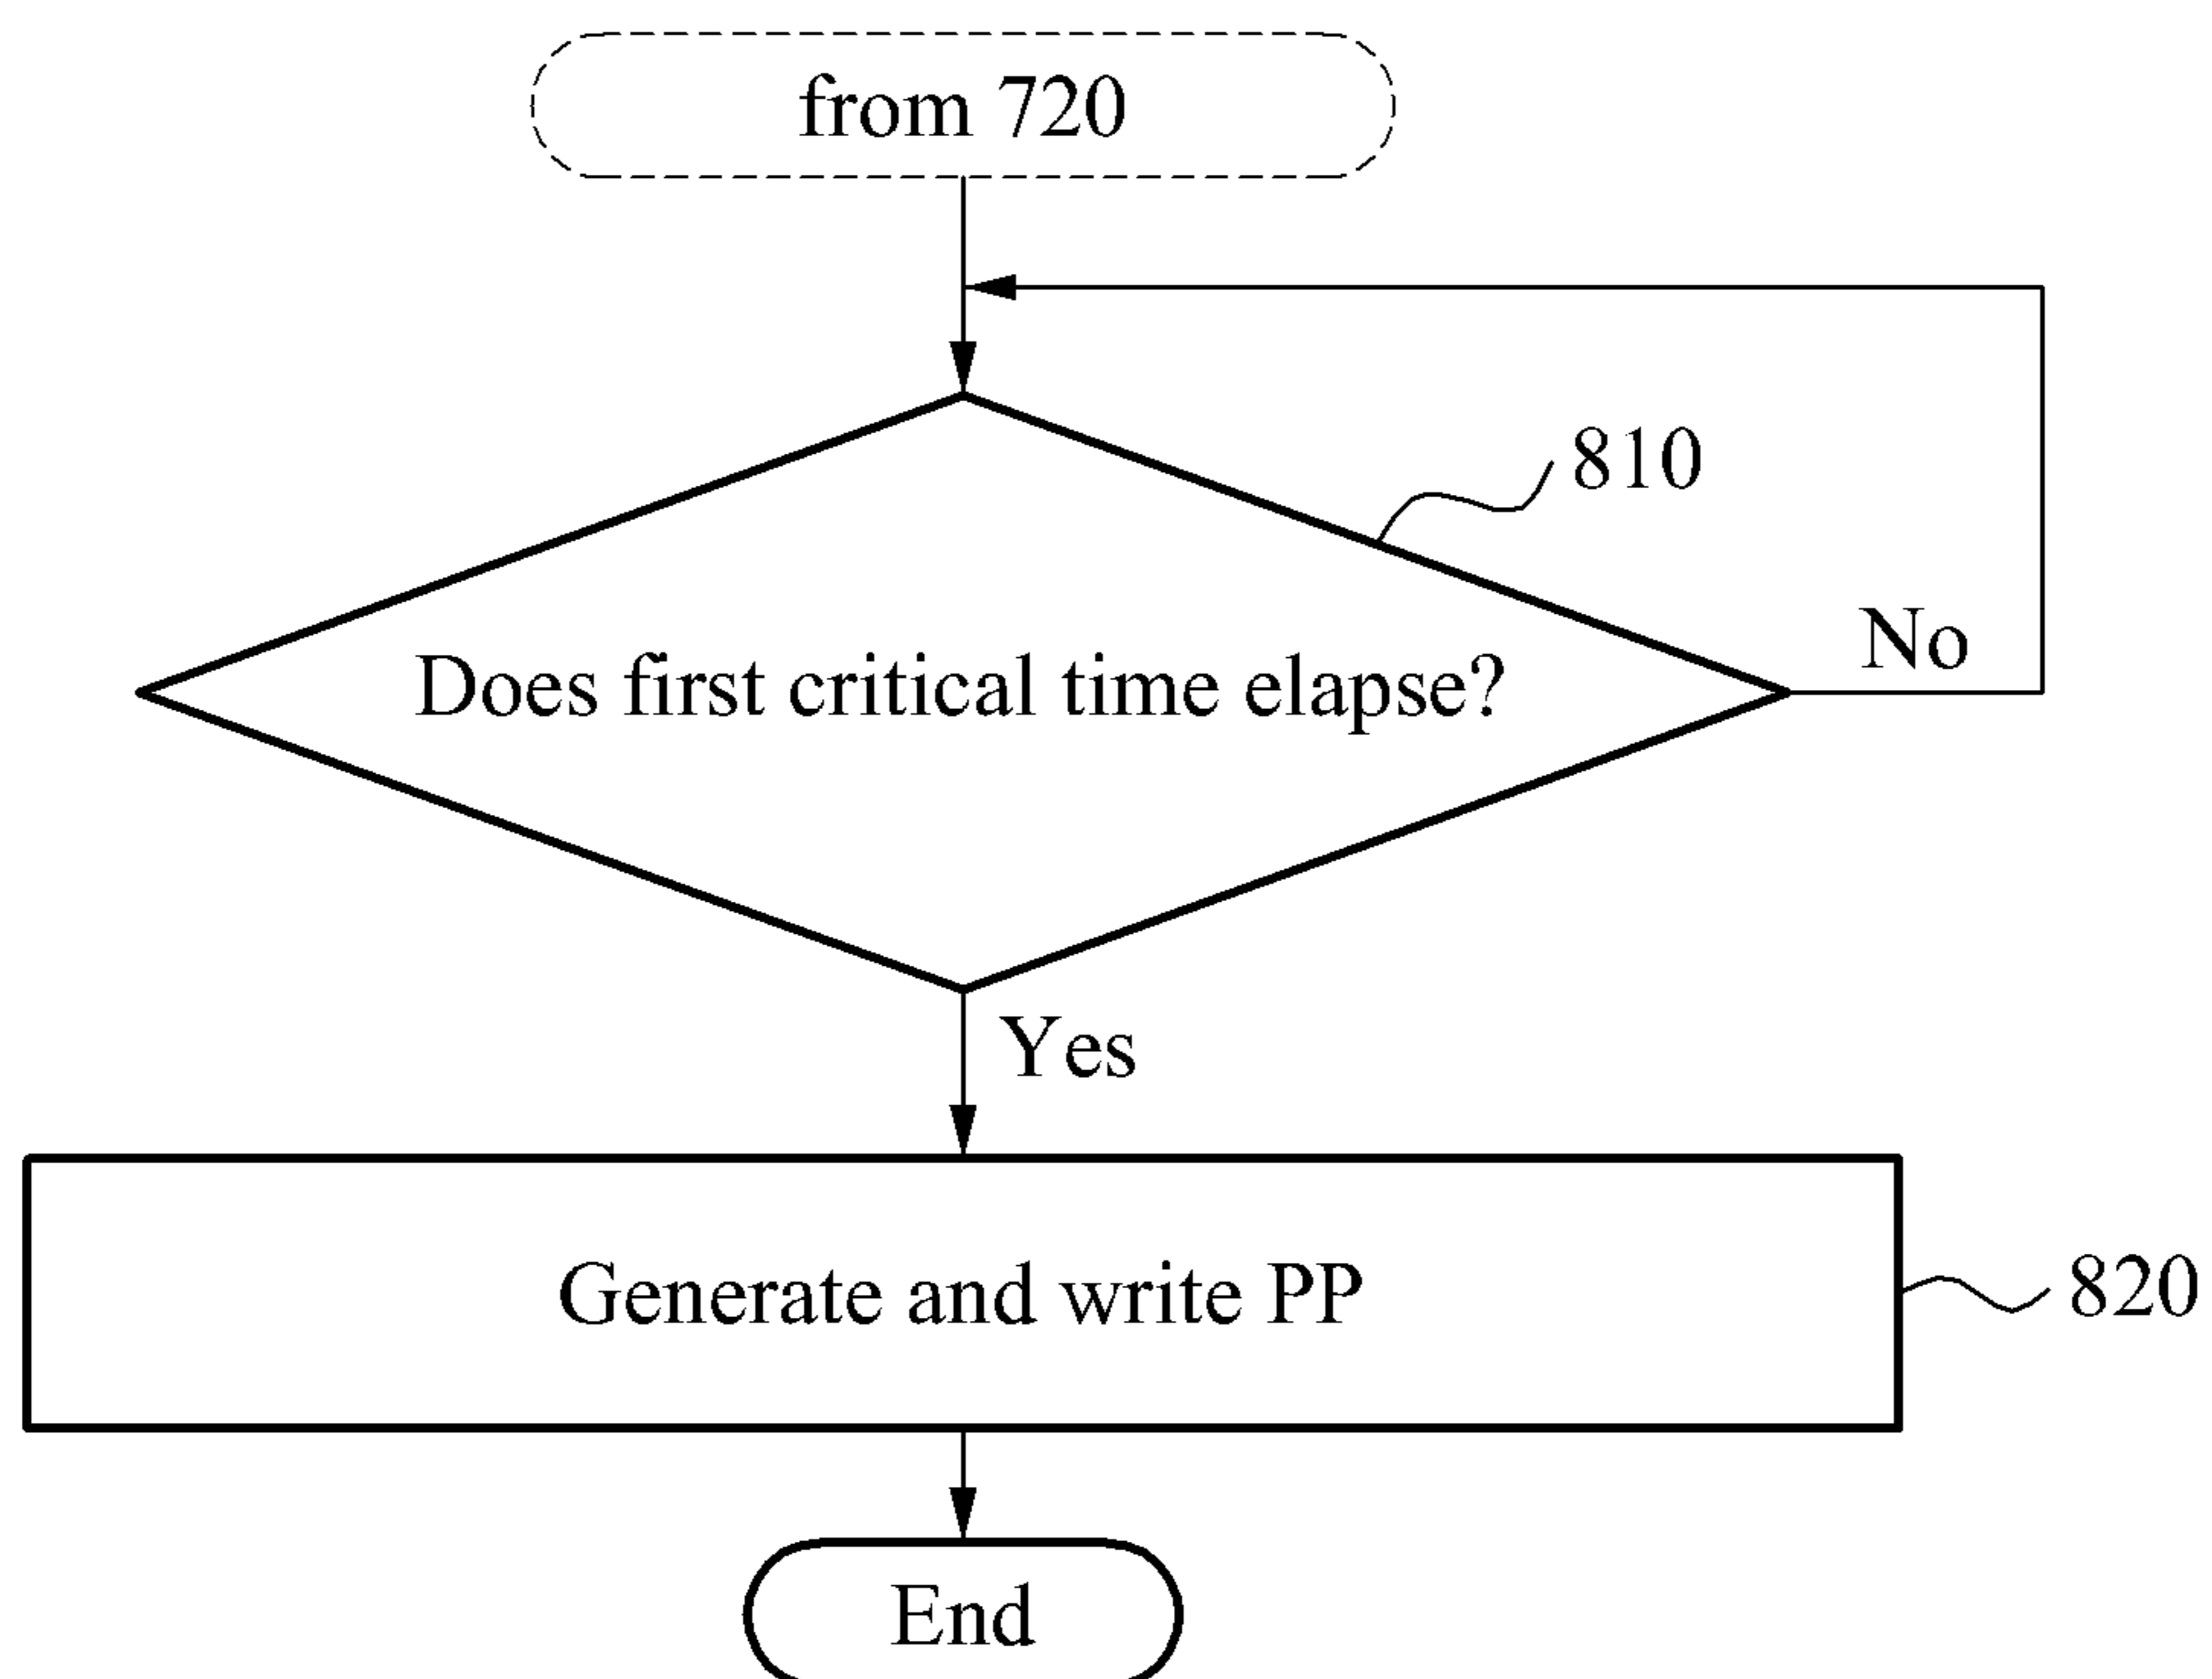 from 720
810
No
Does first critical time elapse?
Yes
Generate and write PP
820
End